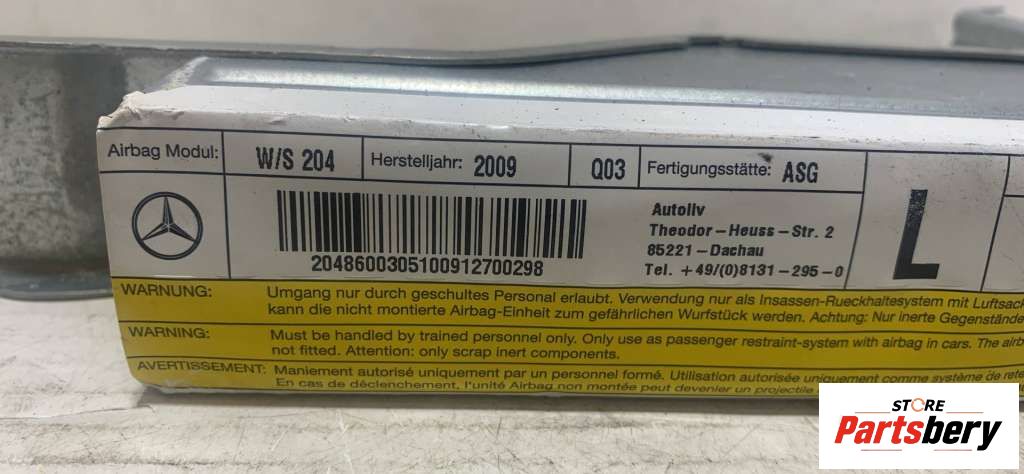 Airbag Modul: W/S 204 Herstelljahr: 2009 Q03 Fertigungsstätte: ASG
L
Autoliv
Theodor-Heuss-Str. 2
85221-Dachau
Tel. +49/(0)8131-295-0
2048600305100912700298
WARNUNG: Umgang nur durch geschultes Personal erlaubt. Verwendung nur als Insassen-Rueckhaltesystem mit Luftsack
kann die nicht montierte Airbag-Einheit zum gefährlichen Wurfstück werden. Achtung: Nur inerte Gegenstände
WARNING: Must be handled by trained personnel only. Only use as passenger restraint-system with airbag in cars. The airb
not fitted. Attention: only scrap inert components.
AVERTISSEMENT: Maniement autorisé uniquement par un personnel formé. Utilisation autorisée uniquement comme système de rete
En cas de déclenchement, l'unité Airbag non montée peut devenir un projectile
STORE
Partsbery